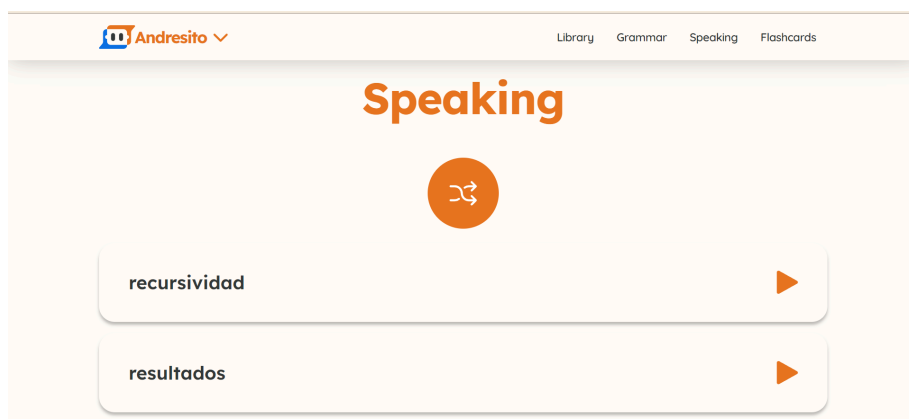 Andresito Library Grammar Speaking Flashcards
Speaking
recursividad
resultados